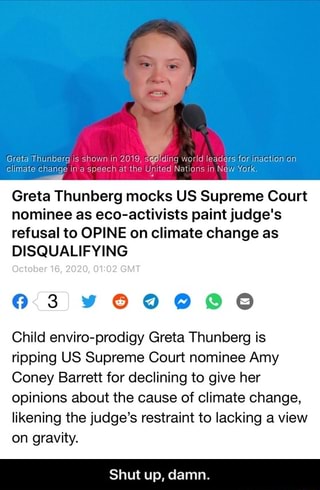 Greta Thunberg is shown in 2019, scolding world leaders for inaction on
climate change in a speech at the United Nations in New York.
Greta Thunberg mocks US Supreme Court
nominee as eco-activists paint judge's
refusal to OPINE on climate change as
DISQUALIFYING
October 16, 2020, 01:02 GMT
3
Child enviro-prodigy Greta Thunberg is
ripping US Supreme Court nominee Amy
Coney Barrett for declining to give her
opinions about the cause of climate change,
likening the judge's restraint to lacking a view
on gravity.
Shut up, damn.